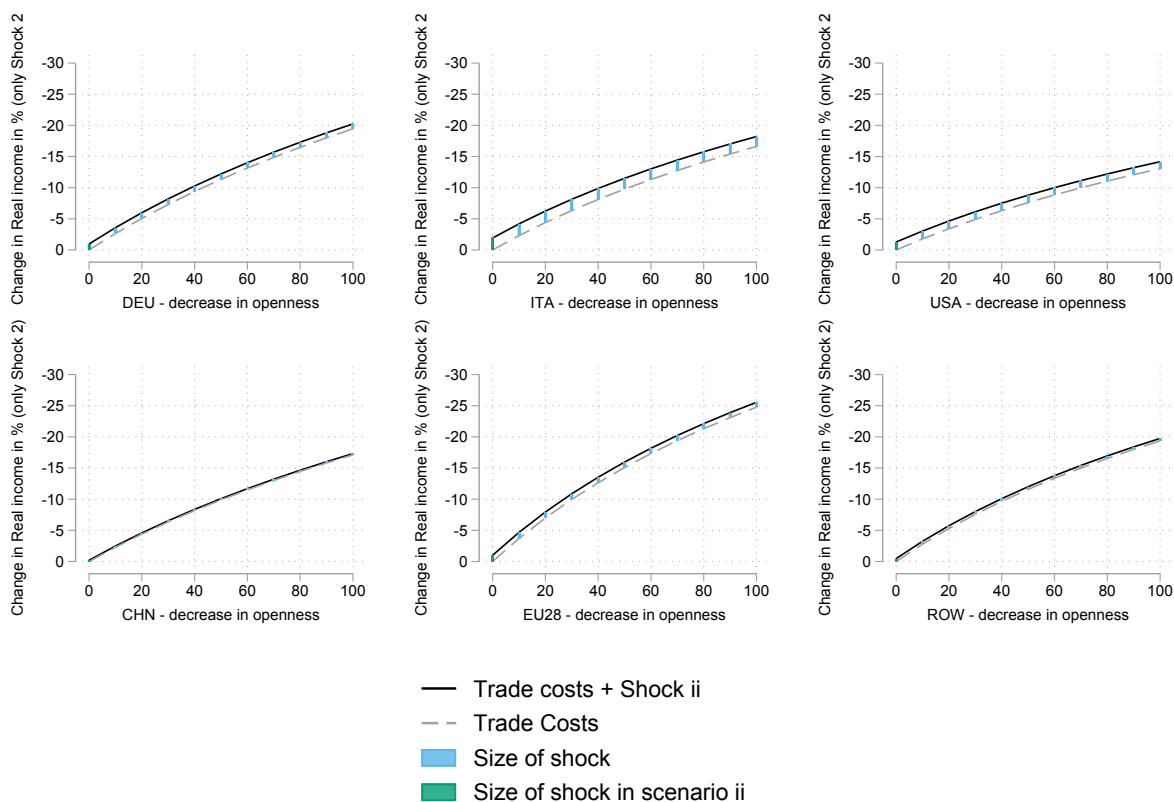 Change in Real income in % (only Shock 2
-30
-25
-20
-15
-10
-5
0
0 20 40 60 80 100
DEU - decrease in openness
Change in Real income in % (only Shock 2
-30
-25
-20
-15
-10
-5
0
0 20 40 60 80 100
ITA - decrease in openness
Change in Real income in % (only Shock 2
-30
-25
-20
-15
-10
-5
0
0 20 40 60 80 100
USA - decrease in openness
Change in Real income in % (only Shock 2)
-30
-25
-20
-15
-10
-5
0
0 20 40 60 80 100
CHN - decrease in openness
Change in Real income in % (only Shock 2)
-30
-25
-20
-15
-10
-5
0
0 20 40 60 80 100
EU28 - decrease in openness
Change in Real income in % (only Shock 2)
-30
-25
-20
-15
-10
-5
0
0 20 40 60 80 100
ROW - decrease in openness
Trade costs + Shock ii
Trade Costs
Size of shock
Size of shock in scenario ii